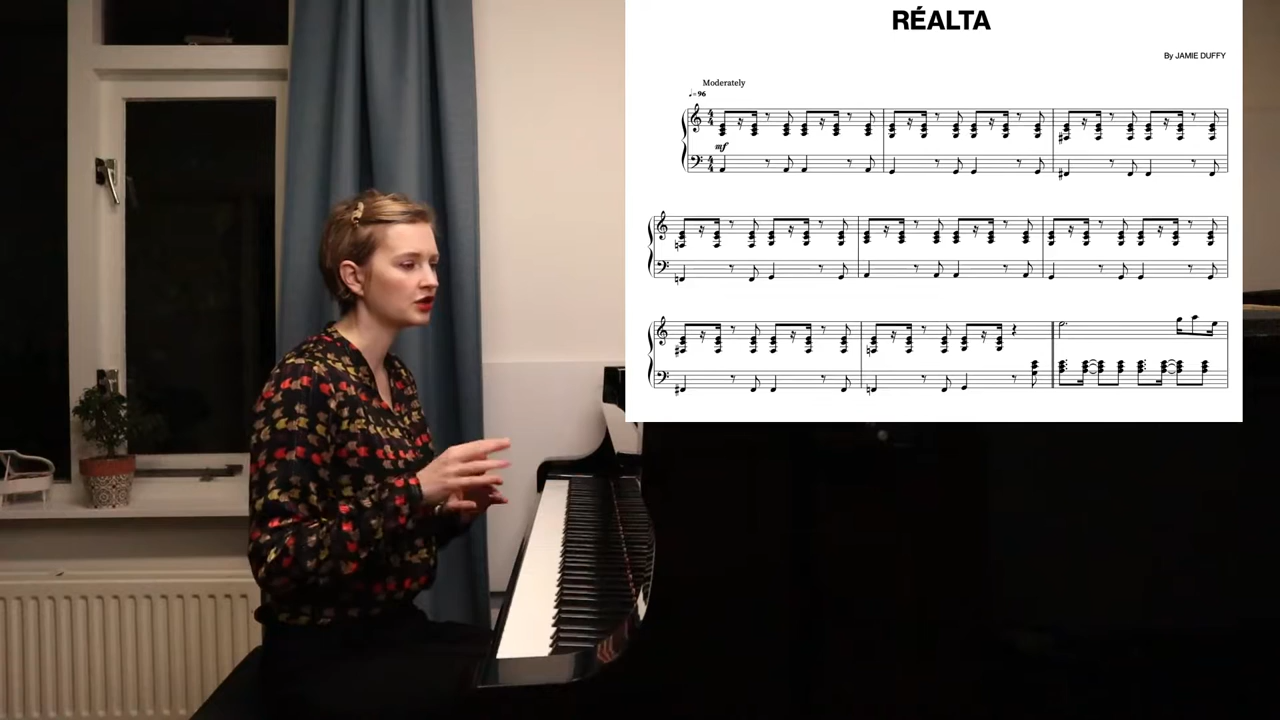 RÉALTA
By JAMIE DUFFY
Moderately
♩= 96
mf